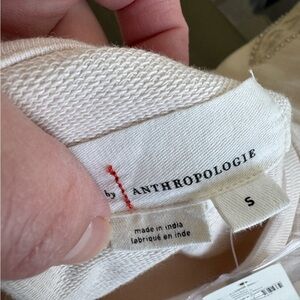 by ANTHROPOLOGIE
S
made in india
fabriqué en inde